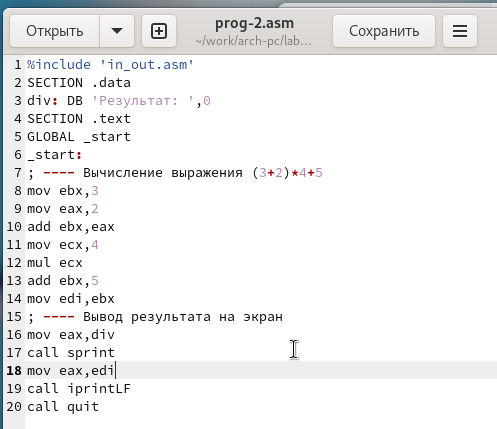 Открыть
prog-2.asm
~/work/arch-pc/lab…
Сохранить
1 %include 'in_out.asm'
2 SECTION .data
3 div: DB 'Результат: ',0
4 SECTION .text
5 GLOBAL _start
6 _start:
7 ; ---- Вычисление выражения (3+2)*4+5
8 mov ebx,3
9 mov eax,2
10 add ebx,eax
11 mov ecx,4
12 mul ecx
13 add ebx,5
14 mov edi,ebx
15 ; ---- Вывод результата на экран
16 mov eax,div
17 call sprint
18 mov eax,edi
19 call iprintLF
20 call quit